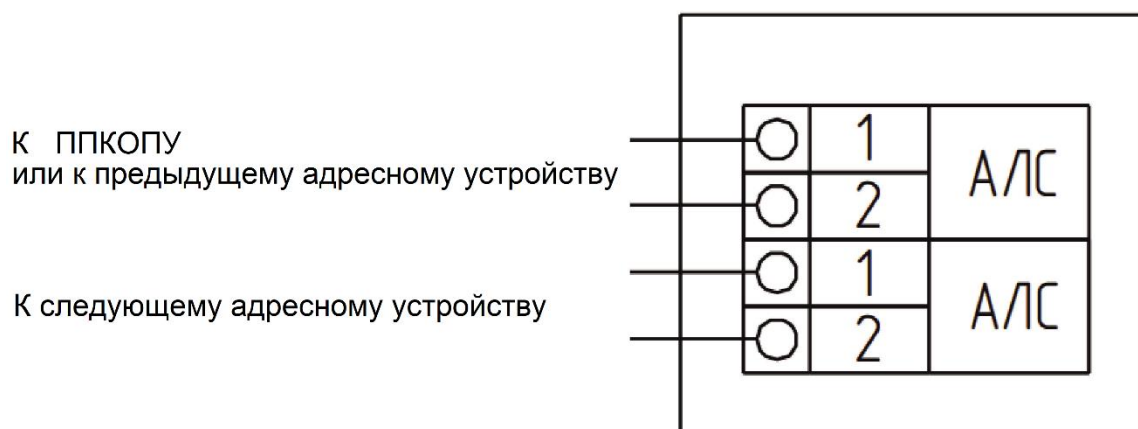 К ППКОПУ
или к предыдущему адресному устройству
К следующему адресному устройству
1
2
АЛС
1
2
АЛС